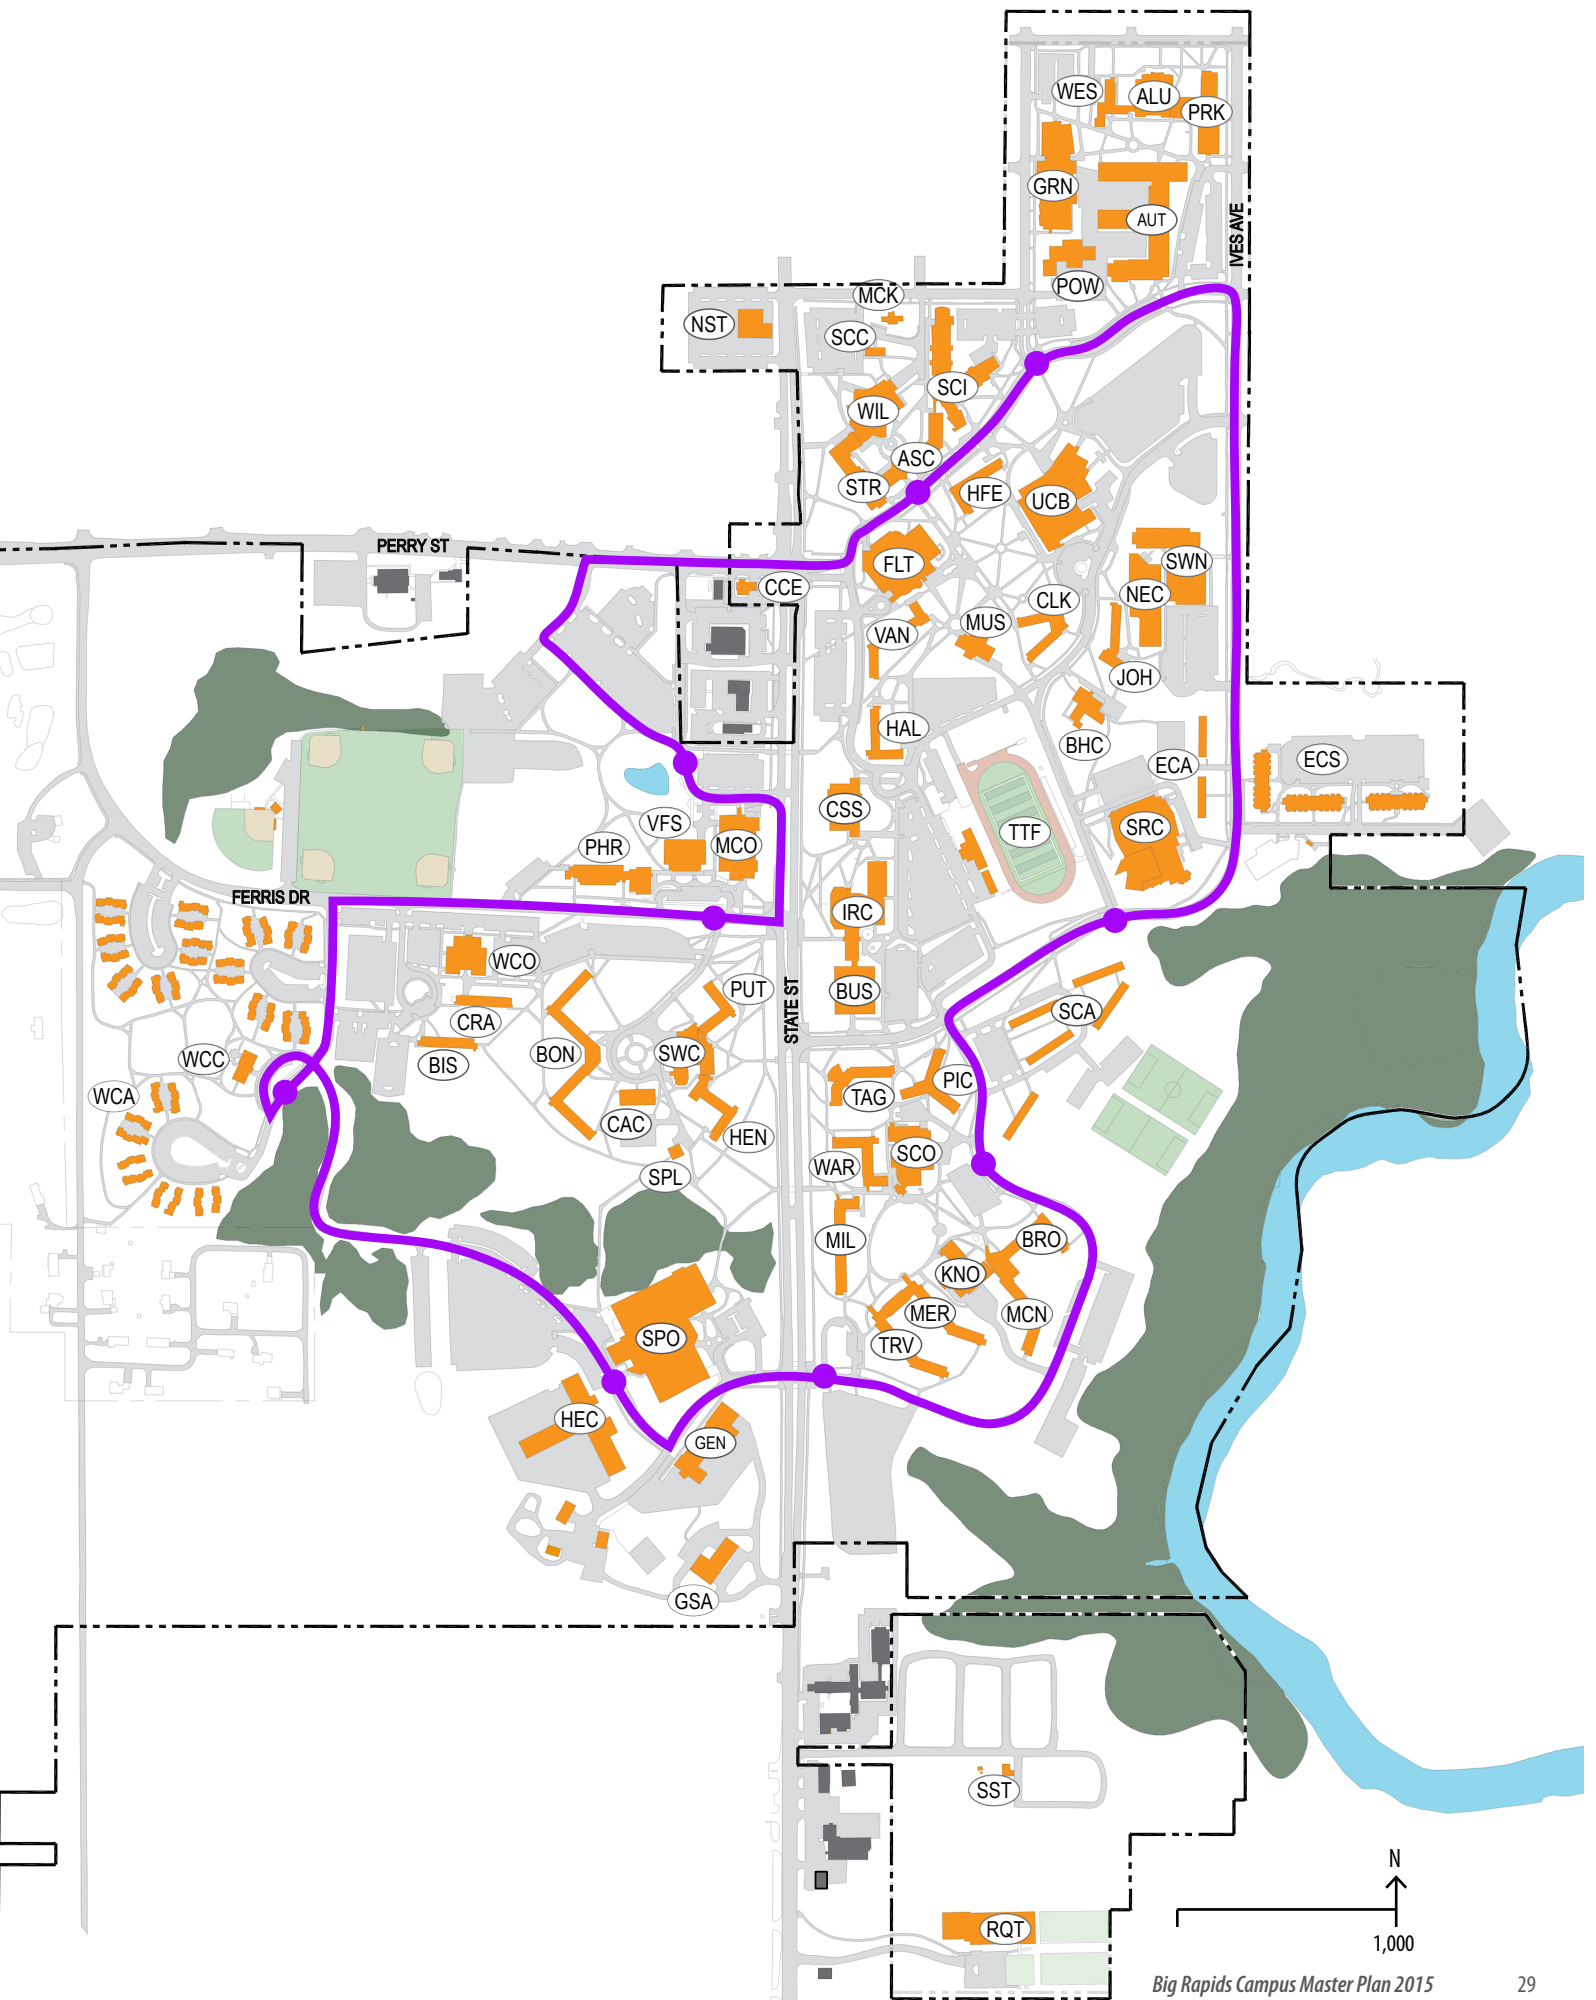 WES
ALU
PRK
GRN
AUT
IVES AVE
POW
MCK
NST
SCC
SCI
WIL
ASC
STR
HFE
UCB
PERRY ST
FLT
SWN
CCE
NEC
CLK
MUS
VAN
JOH
HAL
BHC
ECA
ECS
CSS
VFS
MCO
TTF
SRC
PHR
FERRIS DR
IRC
WCO
PUT
BUS
STATE ST
SCA
CRA
BON
SWC
WCC
BIS
PIC
WCA
TAG
CAC
HEN
SCO
WAR
SPL
MIL
BRO
KNO
MER
MCN
SPO
TRV
HEC
GEN
GSA
SST
RQT
N
1,000
Big Rapids Campus Master Plan 2015 29